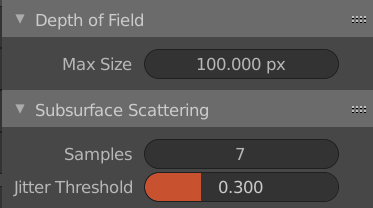 Depth of Field
Max Size 100.000 px
Subsurface Scattering
Samples 7
Jitter Threshold 0.300